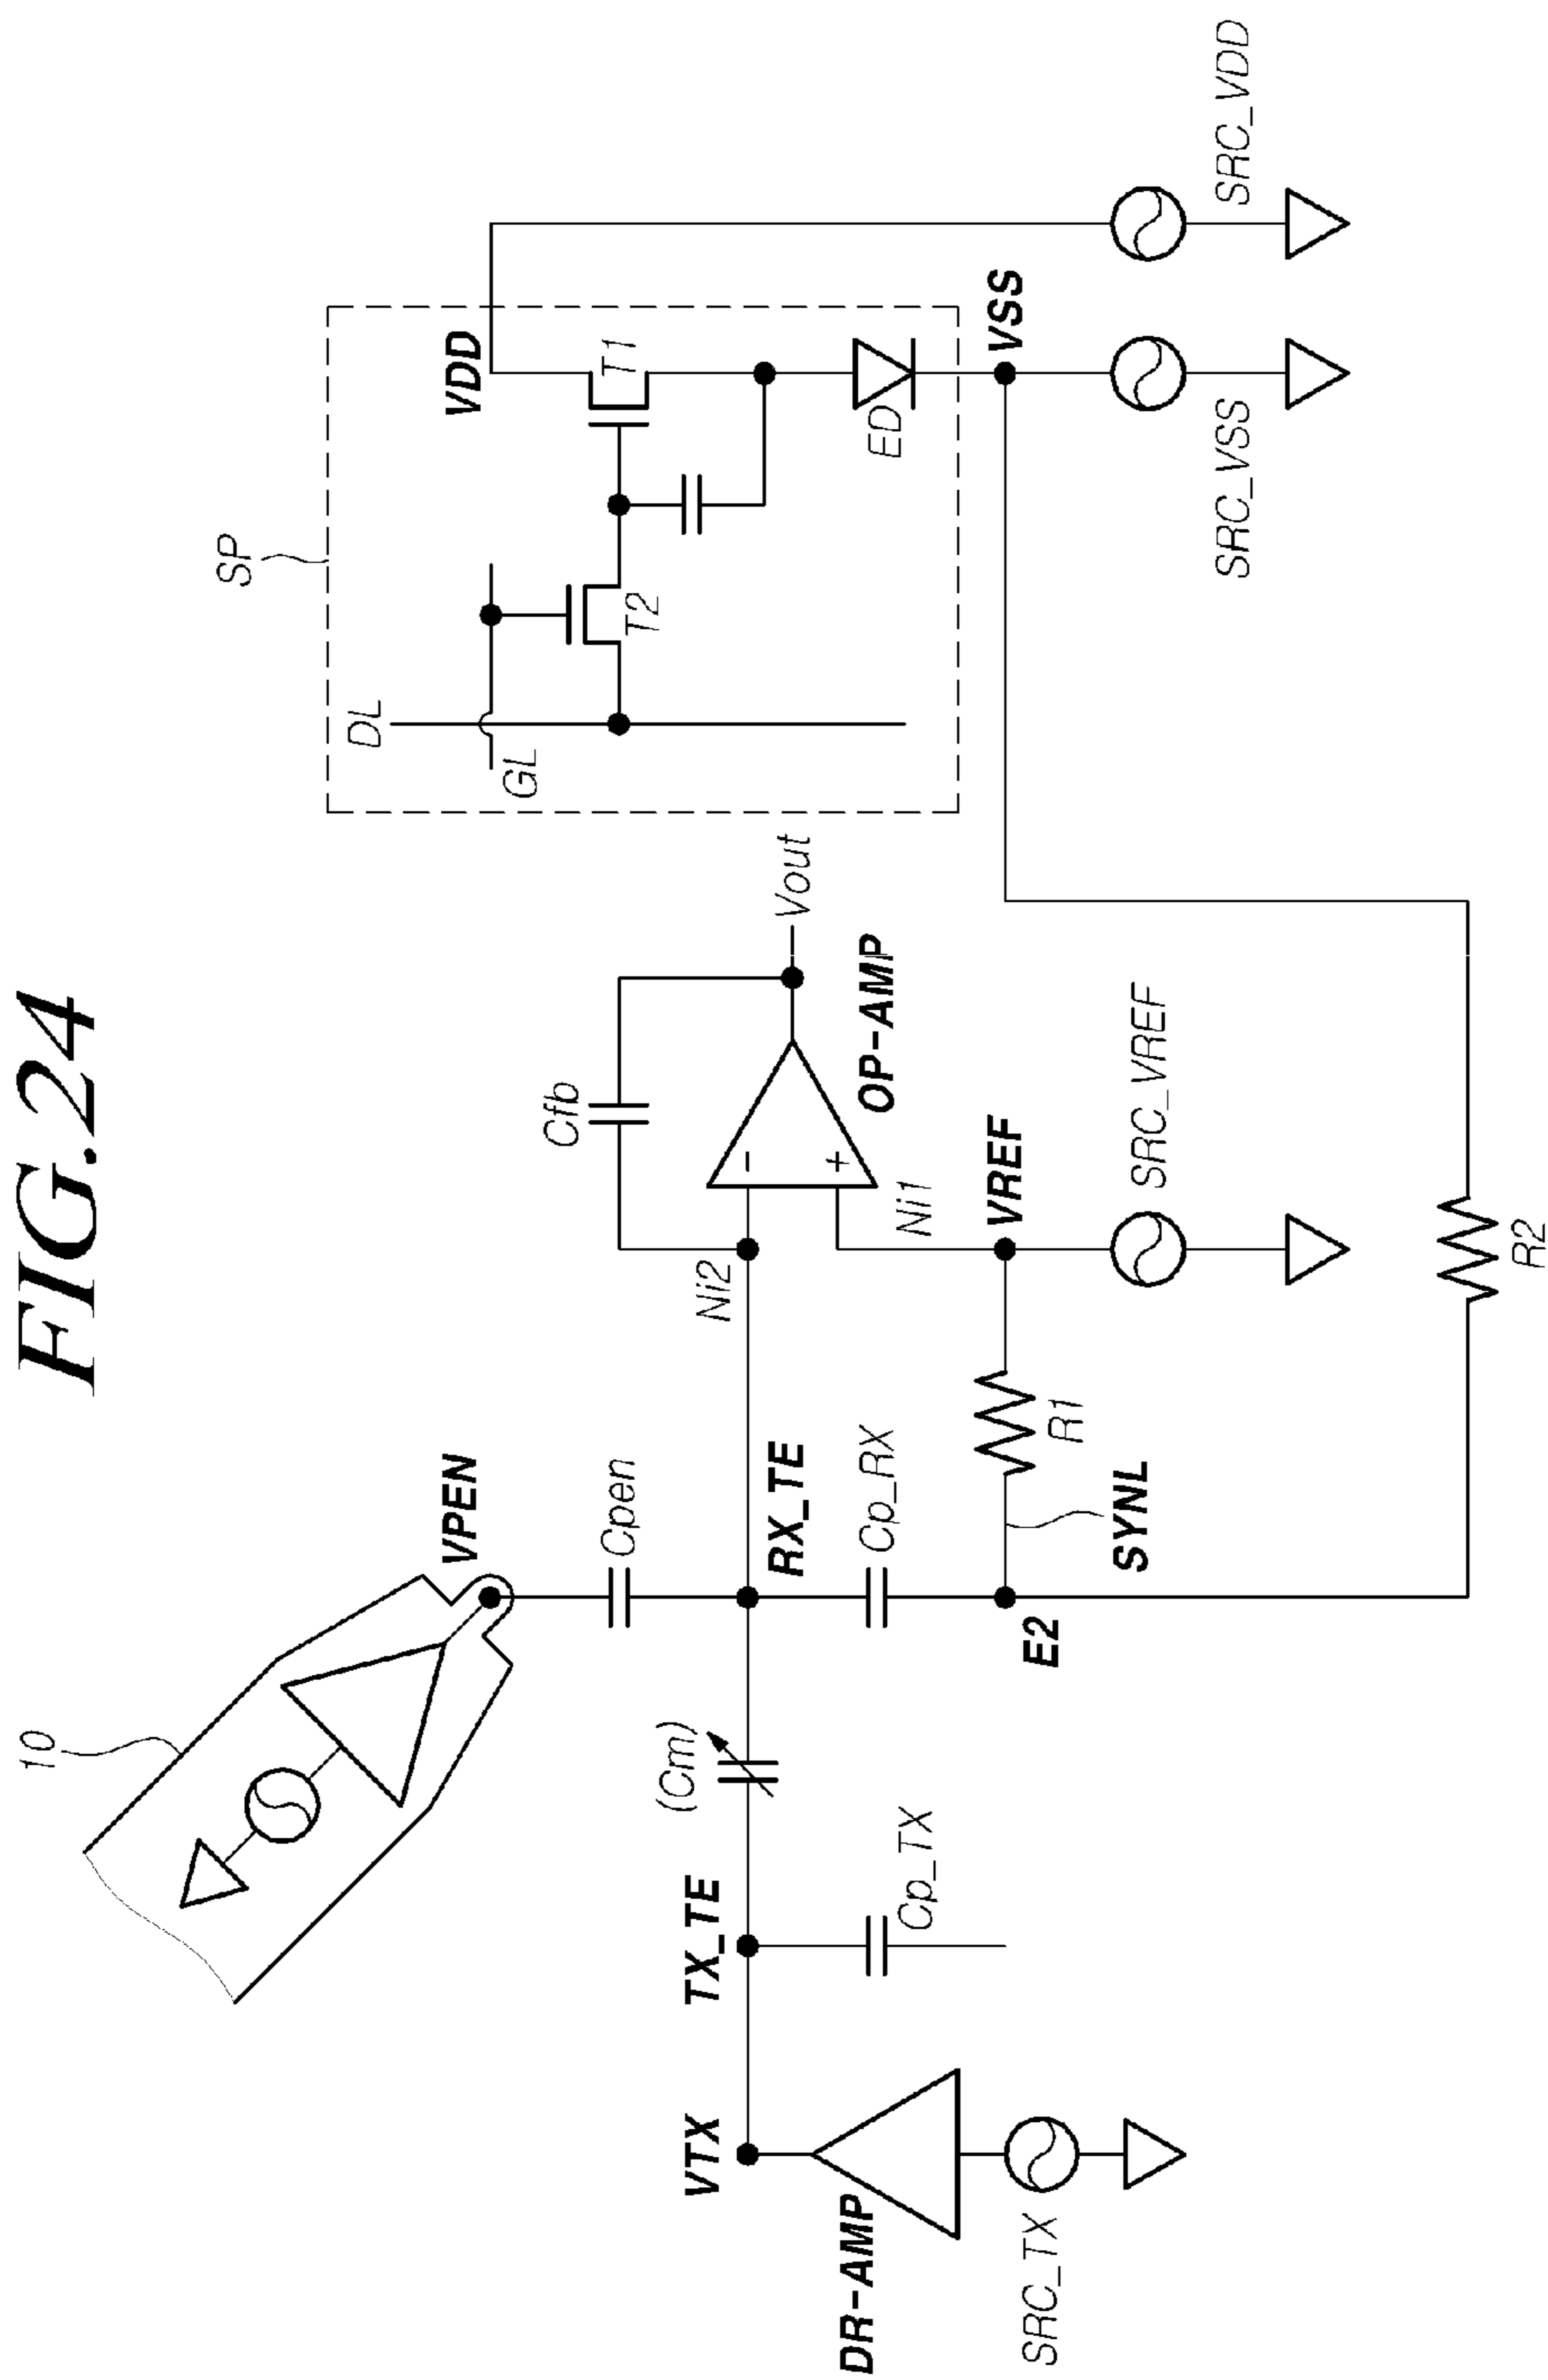 FIG.24
10
VPEN
Cpen
SP
DL
GL
VDD
T1
T2
ED
VSS
SRC_VSS
SRC_VDD
Cfb
Ni2
−
+
Vout
OP-AMP
Ni1
VREF
SRC_VREF
VTX
TX_TE
(Cm)
RX_TE
Cp_TX
Cp_RX
R1
E2
SYNL
DR-AMP
SRC_TX
R2